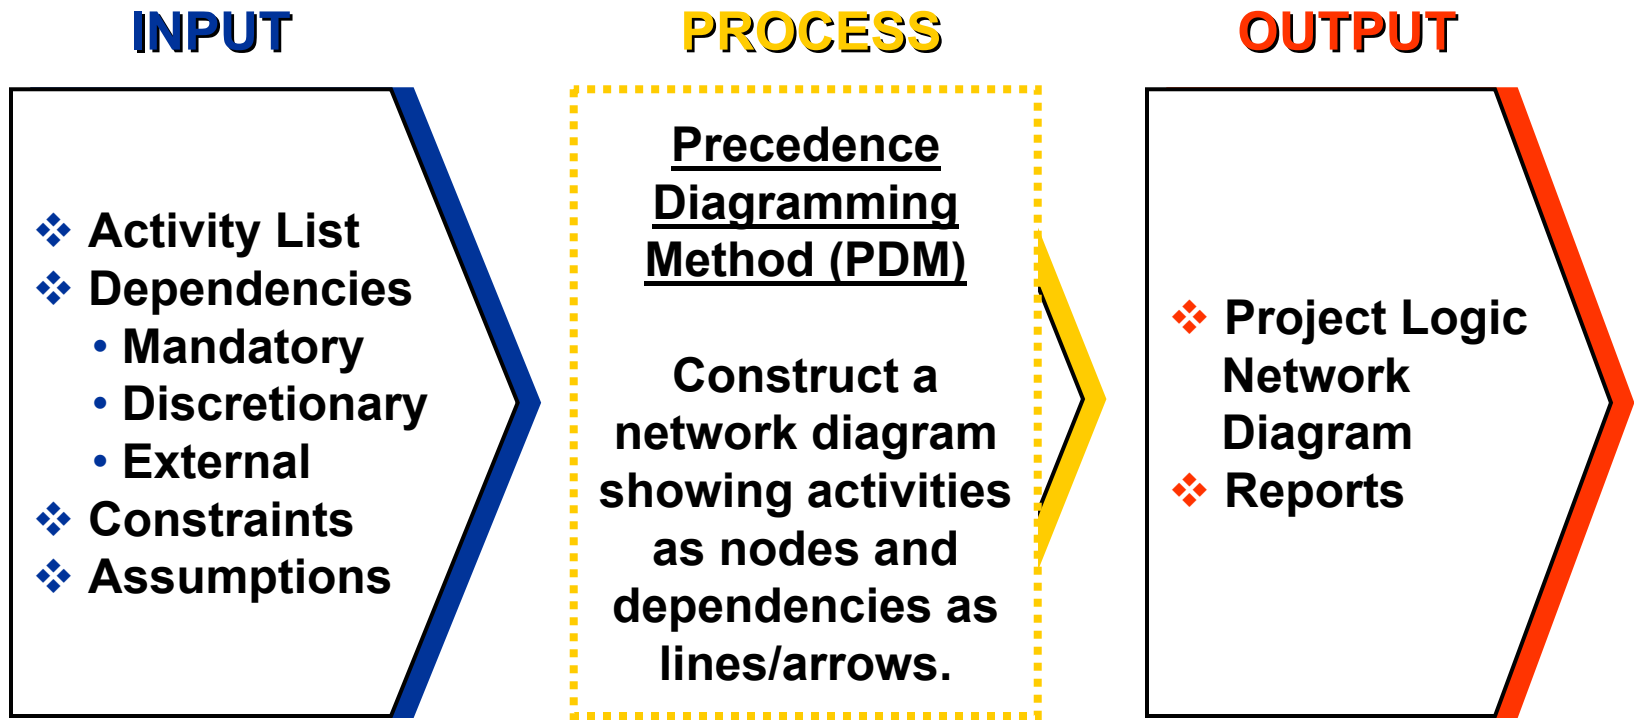 INPUT
❖ Activity List
❖ Dependencies
• Mandatory
• Discretionary
• External
❖ Constraints
❖ Assumptions
PROCESS
Precedence
Diagramming
Method (PDM)
Construct a
network diagram
showing activities
as nodes and
dependencies as
lines/arrows.
OUTPUT
❖ Project Logic
Network
Diagram
❖ Reports